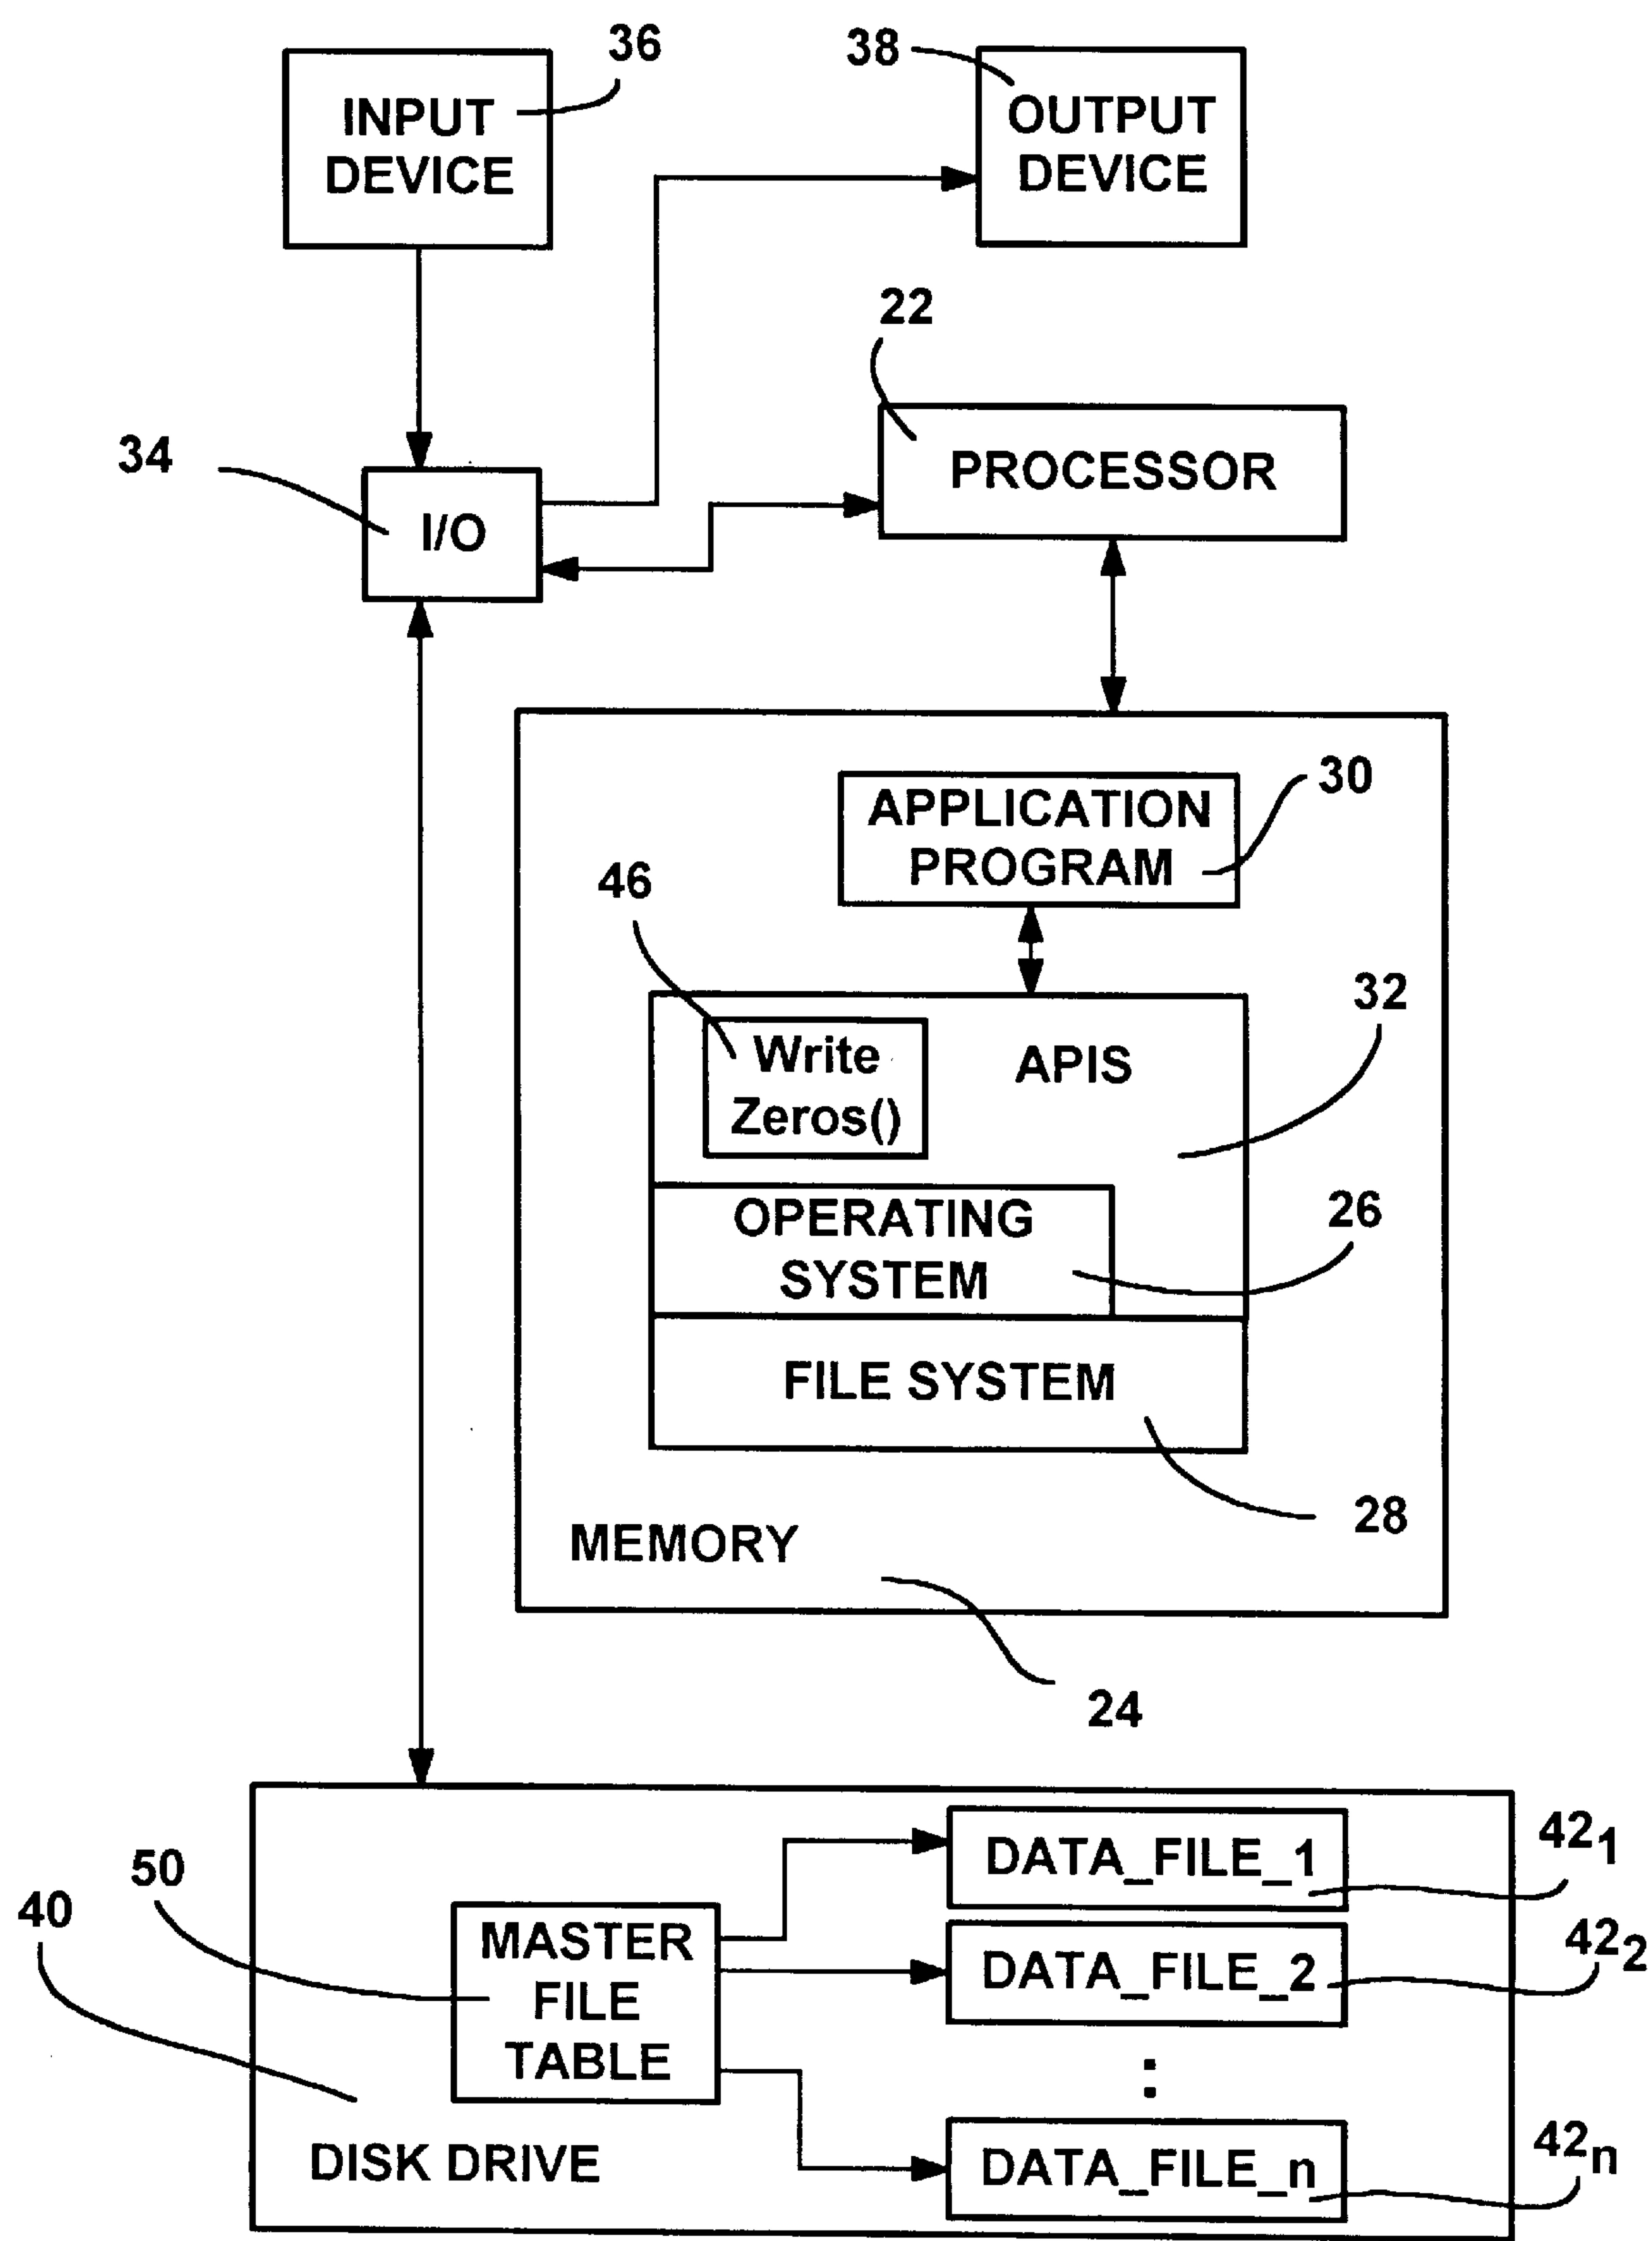 36
INPUT
DEVICE
38
OUTPUT
DEVICE
22
PROCESSOR
34
I/O
30
APPLICATION
PROGRAM
46
Write
Zeros()
APIS
32
OPERATING
SYSTEM
26
FILE SYSTEM
28
MEMORY
24
50
40
MASTER
FILE
TABLE
DISK DRIVE
DATA_FILE_1
42₁
DATA_FILE_2
42₂
:
DATA_FILE_n
42ₙ